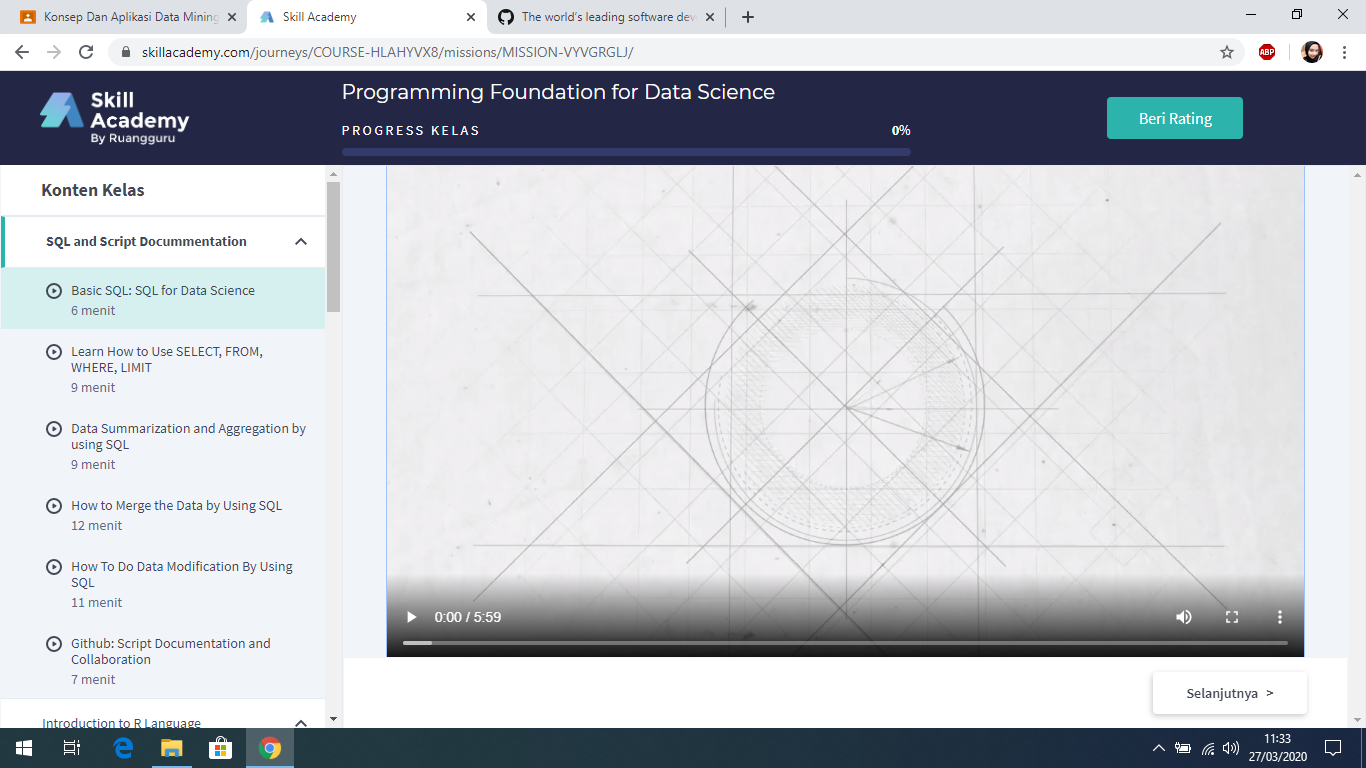 Konsep Dan Aplikasi Data Mining
Skill Academy
The world's leading software dev
skillacademy.com/journeys/COURSE-HLAHYVX8/missions/MISSION-VYVGRGLJ/
ABP
Skill
Academy
By Ruangguru
Programming Foundation for Data Science
PROGRESS KELAS
0%
Beri Rating
Konten Kelas
SQL and Script Docummentation
Basic SQL: SQL for Data Science
6 menit
Learn How to Use SELECT, FROM,
WHERE, LIMIT
9 menit
Data Summarization and Aggregation by
using SQL
9 menit
How to Merge the Data by Using SQL
12 menit
How To Do Data Modification By Using
SQL
11 menit
Github: Script Documentation and
Collaboration
7 menit
Introduction to R Language
0:00 / 5:59
Selanjutnya >
11:33
27/03/2020